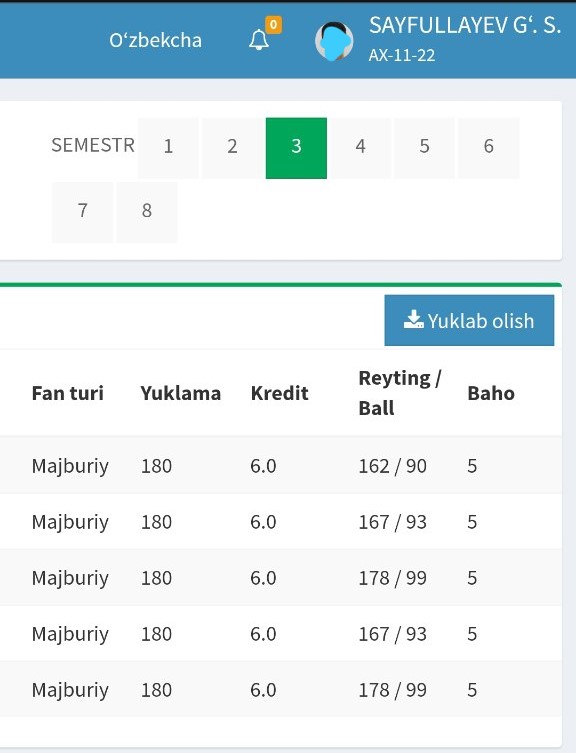 O‘zbekcha
0
SAYFULLAYEV G‘. S.
AX-11-22
SEMESTR 1 2 3 4 5 6
7 8
Yuklab olish
Fan turi Yuklama Kredit Reyting / Ball Baho
Majburiy 180 6.0 162 / 90 5
Majburiy 180 6.0 167 / 93 5
Majburiy 180 6.0 178 / 99 5
Majburiy 180 6.0 167 / 93 5
Majburiy 180 6.0 178 / 99 5